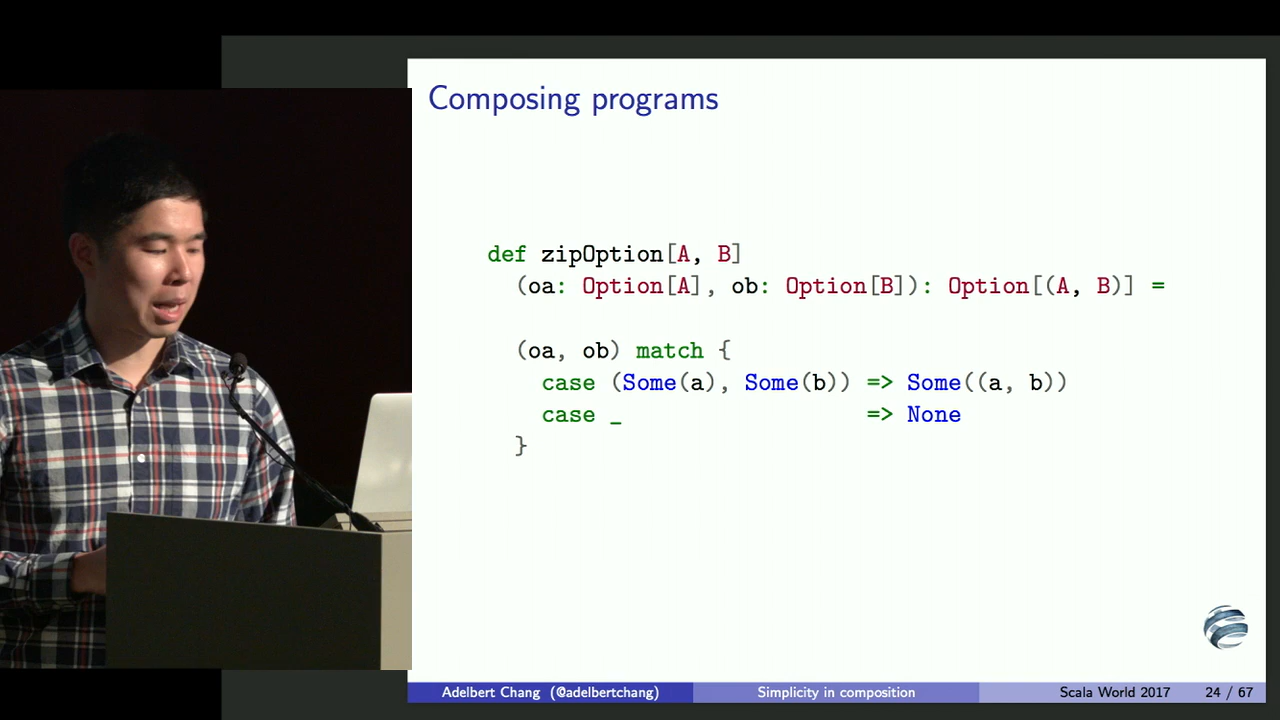 Composing programs
def zipOption[A, B]
(oa: Option[A], ob: Option[B]): Option[(A, B)] =
(oa, ob) match {
case (Some(a), Some(b)) => Some((a, b))
case _ => None
}
Adelbert Chang (@adelbertchang) Simplicity in composition Scala World 2017 24 / 67